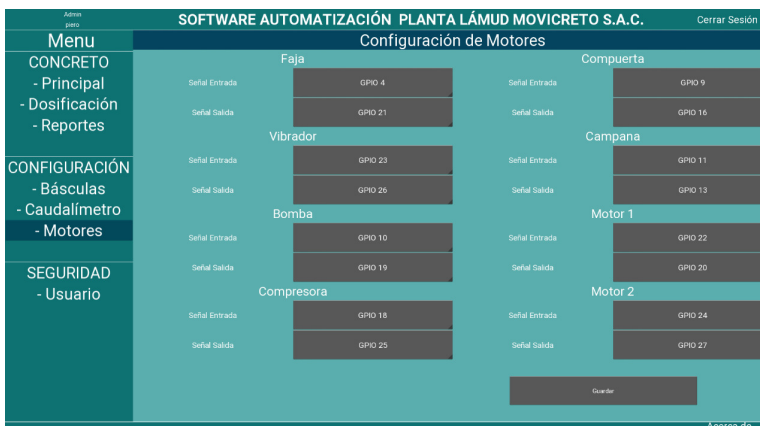 Admin
piero
SOFTWARE AUTOMATIZACIÓN PLANTA LÁMUD MOVICRETO S.A.C.
Cerrar Sesión
Menu
CONCRETO
- Principal
- Dosificación
- Reportes
CONFIGURACIÓN
- Básculas
- Caudalímetro
- Motores
SEGURIDAD
- Usuario
Configuración de Motores
Faja
Señal Entrada GPIO 4
Señal Salida GPIO 21
Vibrador
Señal Entrada GPIO 23
Señal Salida GPIO 26
Bomba
Señal Entrada GPIO 10
Señal Salida GPIO 19
Compresora
Señal Entrada GPIO 18
Señal Salida GPIO 25
Compuerta
Señal Entrada GPIO 9
Señal Salida GPIO 16
Campana
Señal Entrada GPIO 11
Señal Salida GPIO 13
Motor 1
Señal Entrada GPIO 22
Señal Salida GPIO 20
Motor 2
Señal Entrada GPIO 24
Señal Salida GPIO 27
Guardar
Acerca de